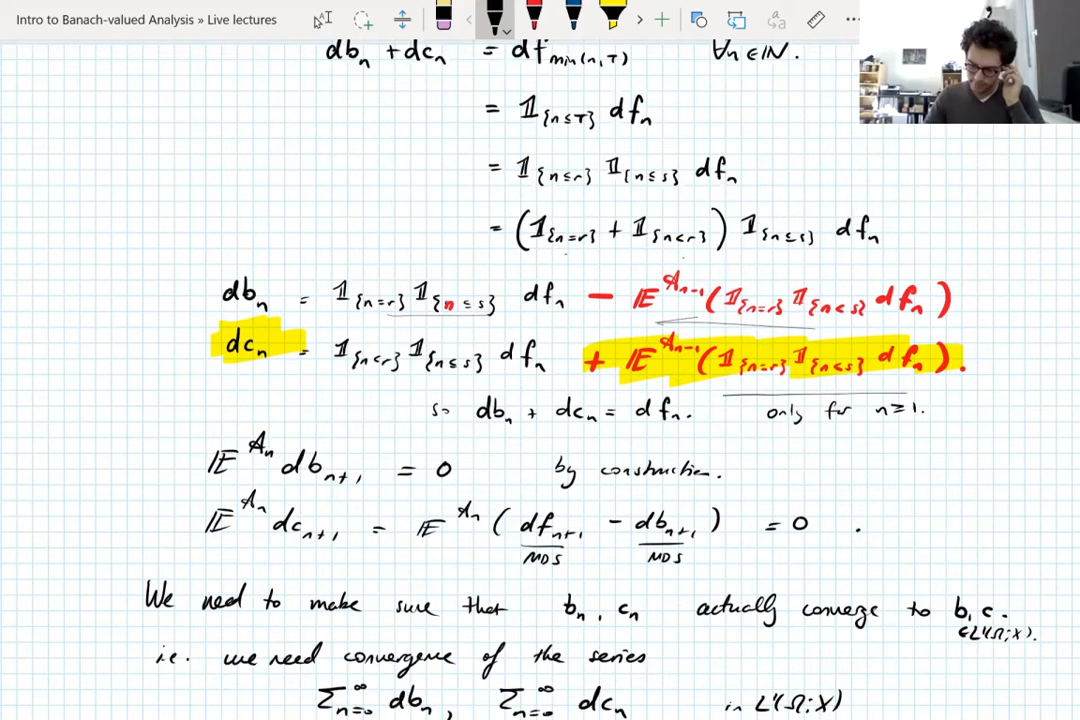 Intro to Banach-valued Analysis » Live lectures
db_n + dc_n = df_{min(n,T)} ∀n ∈ ℕ.
= 𝟙_{n≤T} df_n
= 𝟙_{n≤r} 𝟙_{n≤s} df_n
= (𝟙_{n=r} + 𝟙_{n<r}) 𝟙_{n≤s} df_n
db_n = 𝟙_{n=r} 𝟙_{n≤s} df_n − 𝔼^{𝒜_{n-1}}(𝟙_{n=r} 𝟙_{n≤s} df_n)
dc_n = 𝟙_{n<r} 𝟙_{n≤s} df_n + 𝔼^{𝒜_{n-1}}(𝟙_{n=r} 𝟙_{n≤s} df_n).
so db_n + dc_n = df_n. only for n≥1.
𝔼^{𝒜_n} db_{n+1} = 0 by construction.
𝔼^{𝒜_n} dc_{n+1} = 𝔼^{𝒜_n} (df_{n+1} − db_{n+1}) = 0.
MDS MDS
We need to make sure that b_n, c_n actually converge to b, c.
∈L¹(Ω;X).
i.e. we need convergence of the series
Σ_{n=0}^∞ db_n, Σ_{n=0}^∞ dc_n in L¹(Ω;X)